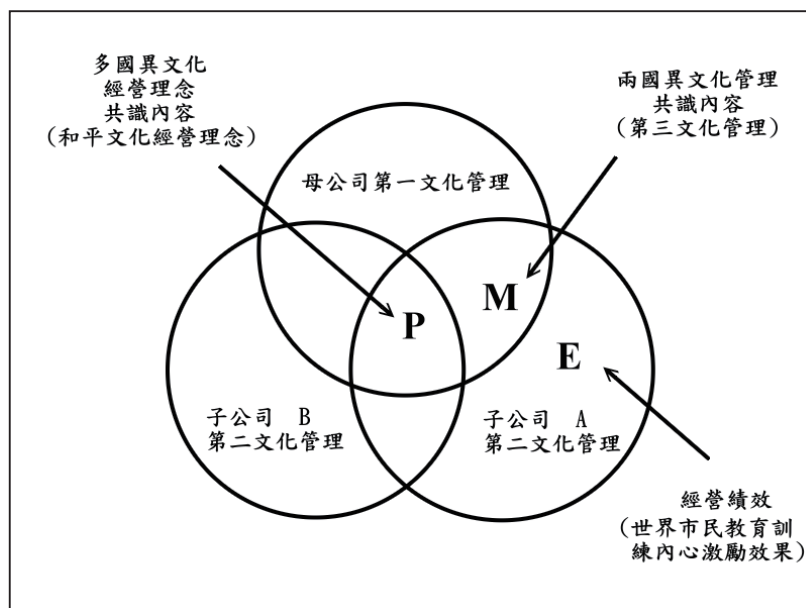 多國異文化
經營理念
共識內容
(和平文化經營理念)
兩國異文化管理
共識內容
(第三文化管理)
母公司第一文化管理
M
P
E
子公司 B
第二文化管理
子公司 A
第二文化管理
經營績效
(世界市民教育訓
練內心激勵效果)